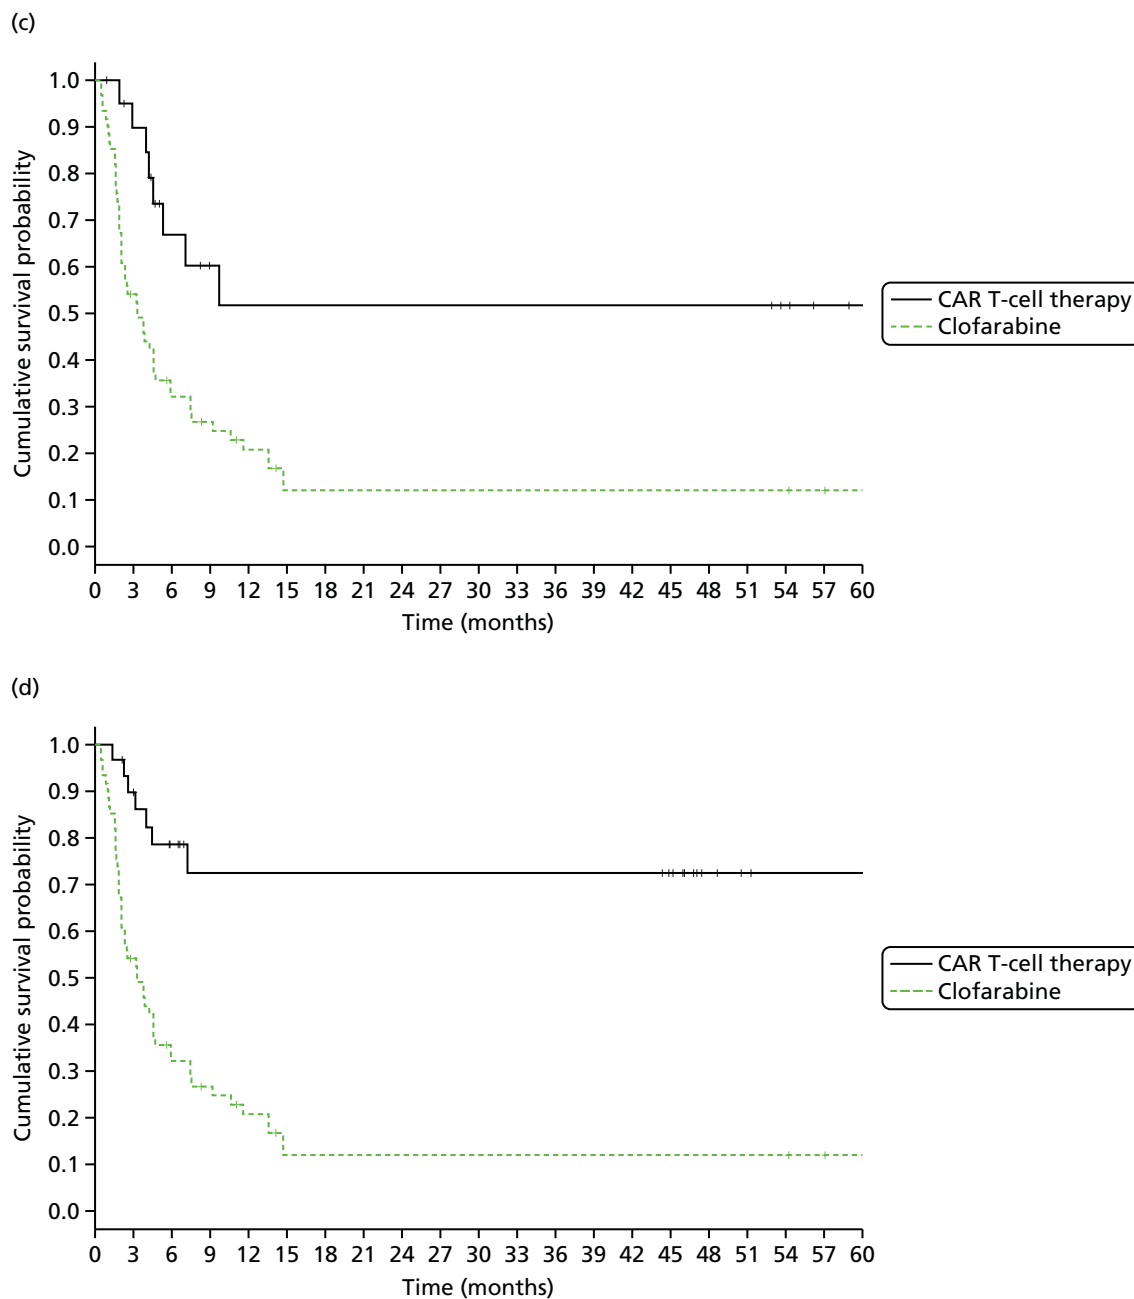 (c)
Cumulative survival probability
1.0
0.9
0.8
0.7
0.6
0.5
0.4
0.3
0.2
0.1
0.0
0 3 6 9 12 15 18 21 24 27 30 33 36 39 42 45 48 51 54 57 60
Time (months)
CAR T-cell therapy
Clofarabine
(d)
Cumulative survival probability
1.0
0.9
0.8
0.7
0.6
0.5
0.4
0.3
0.2
0.1
0.0
0 3 6 9 12 15 18 21 24 27 30 33 36 39 42 45 48 51 54 57 60
Time (months)
CAR T-cell therapy
Clofarabine